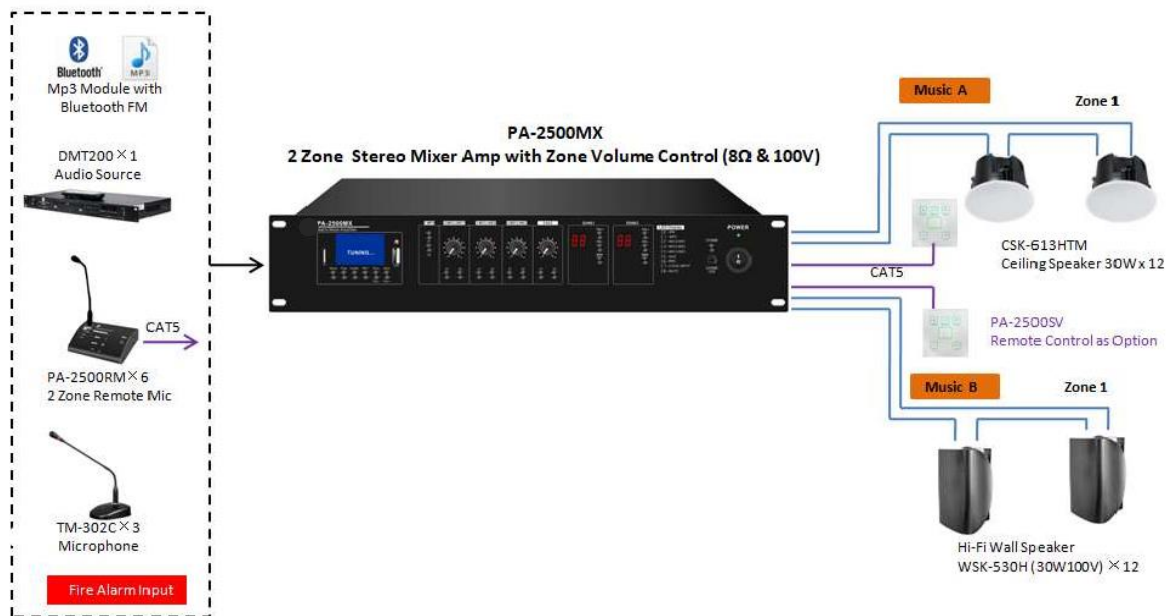 Bluetooth
MP3
Mp3 Module with
Bluetooth FM
DMT200×1
Audio Source
CAT5
PA-2500RM×6
2 Zone Remote Mic
TM-302C×3
Microphone
Fire Alarm Input
PA-2500MX
2 Zone Stereo Mixer Amp with Zone Volume Control (8Ω & 100V)
PA-2500MX
TUNING...
POWER
Music A
Zone 1
CSK-613HTM
Ceiling Speaker 30W x 12
CAT5
PA-2500SV
Remote Control as Option
Music B
Zone 1
Hi-Fi Wall Speaker
WSK-530H (30W100V) ×12